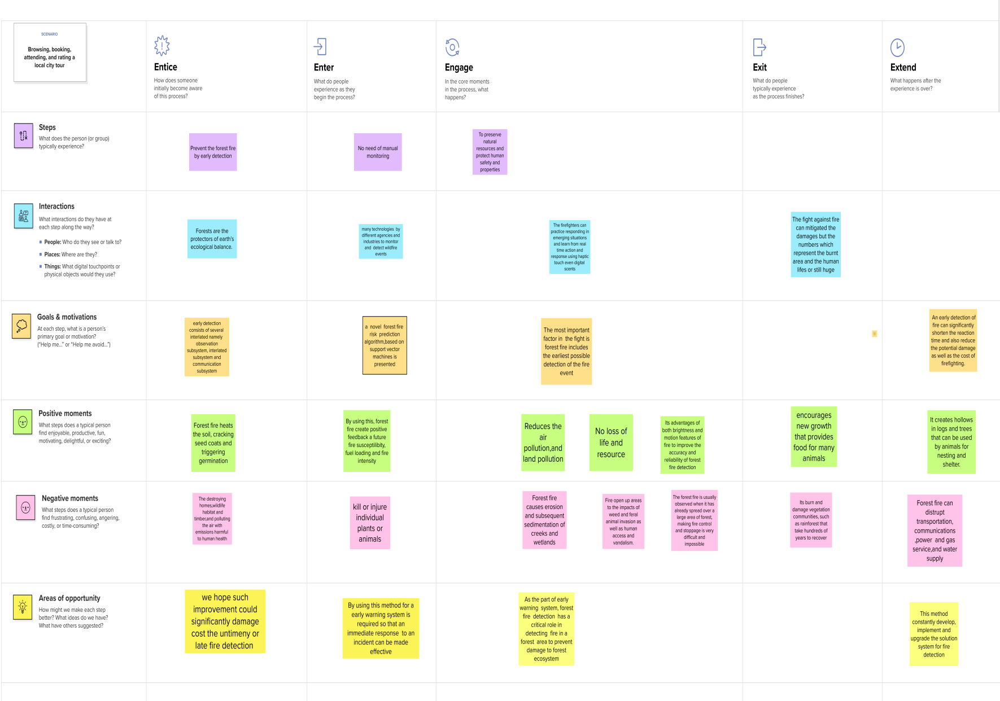 SCENARIO
Browsing, booking,
attending, and rating a
local city tour
Entice
How does someone
initially become aware
of this process?
Enter
What do people
experience as they
begin the process?
Engage
In the core moments
in the process, what
happens?
Exit
What do people
typically experience
as the process finishes?
Extend
What happens after the
experience is over?
Steps
What does the person (or group)
typically experience?
Prevent the forest fire
by early detection
No need of manual
monitoring
To preserve
natural
resources and
protect human
safety and
properties
Interactions
What interactions do they have at
each step along the way?
People: Who do they see or talk to?
Places: Where are they?
Things: What digital touchpoints or
physical objects would they use?
Forests are the
protectors of earth's
ecological balance.
many technologies by
different agencies and
industries to monitor
and detect wildfire
events
The firefighters can
practice responding in
emerging situations
and learn from real
time action and
response using haptic
touch even digital
scents
The fight against fire
can mitigated the
damages but the
numbers which
represent the burnt
area and the human
lifes or still huge
Goals & motivations
At each step, what is a person's
primary goal or motivation?
("Help me..." or "Help me avoid...")
early detection
consists of several
interlated namely
observation
subsystem, interlated
subsystem and
communication
subsystem
a novel forest fire
risk prediction
algorithm,based on
support vector
machines is
presented
The most important
factor in the fight is
forest fire includes
the earliest possible
detection of the fire
event
An early detection of
fire can significantly
shorten the reaction
time and also reduce
the potential damage
as well as the cost of
firefighting.
Positive moments
What steps does a typical person
find enjoyable, productive, fun,
motivating, delightful, or exciting?
Forest fire heats
the soil, cracking
seed coats and
triggering
germination
By using this, forest
fire create positive
feedback a future
fire susceptilibity,
fuel loading and fire
intensity
Reduces the
air
pollution,and
land pollution
No loss of
life and
resource
Its advantages of
both brightness and
motion features of
fire to improve the
accuracy and
reliability of forest
fire detection
encourages
new growth
that provides
food for many
animals
It creates hollows
in logs and trees
that can be used
by animals for
nesting and
shelter.
Negative moments
What steps does a typical person
find frustrating, confusing, angering,
costly, or time-consuming?
The destroying
homes,wildlife
habitat and
timber,and polluting
the air with
emissions harmful
to human health
kill or injure
individual
plants or
animals
Forest fire
causes erosion
and subsequent
sedimentation of
creeks and
wetlands
Fire open up areas
to the impacts of
weed and feral
animal invasion as
well as human
access and
vandalism.
The forest fire is usually
observed when it has
already spread over a
large area of forest,
making fire control
and stoppage is very
difficult and
impossible
Its burn and
damage vegetation
communities, such
as rainforest that
take hundreds of
years to recover
Forest fire can
distrupt
transportation,
communications
,power and gas
service,and water
supply
Areas of opportunity
How might we make each step
better? What ideas do we have?
What have others suggested?
we hope such
improvement could
significantly damage
cost the untimeny or
late fire detection
By using this method for a
early warning system is
required so that an
immediate response to an
incident can be made
effective
As the part of early
warning system, forest
fire detection has a
critical role in
detecting fire in a
forest area to prevent
damage to forest
ecosystem
This method
constantly develop,
implement and
upgrade the solution
system for fire
detection